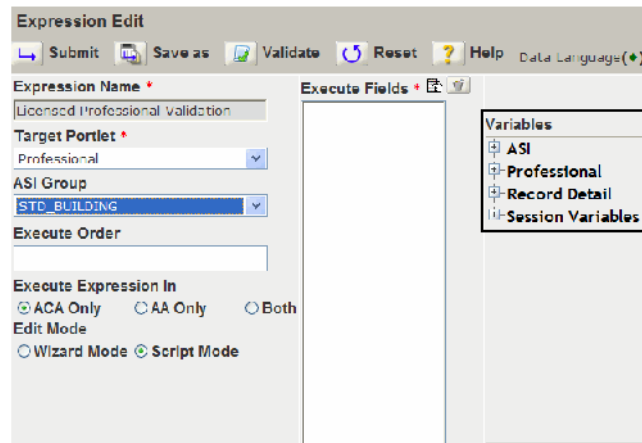 Expression Edit
Submit Save as Validate Reset Help Data Language(♦)
Expression Name *
Licensed Professional Validation
Target Portlet *
Professional
ASI Group
STD_BUILDING
Execute Order
Execute Expression In
ACA Only AA Only Both
Edit Mode
Wizard Mode Script Mode
Execute Fields *
Variables
ASI
Professional
Record Detail
Session Variables